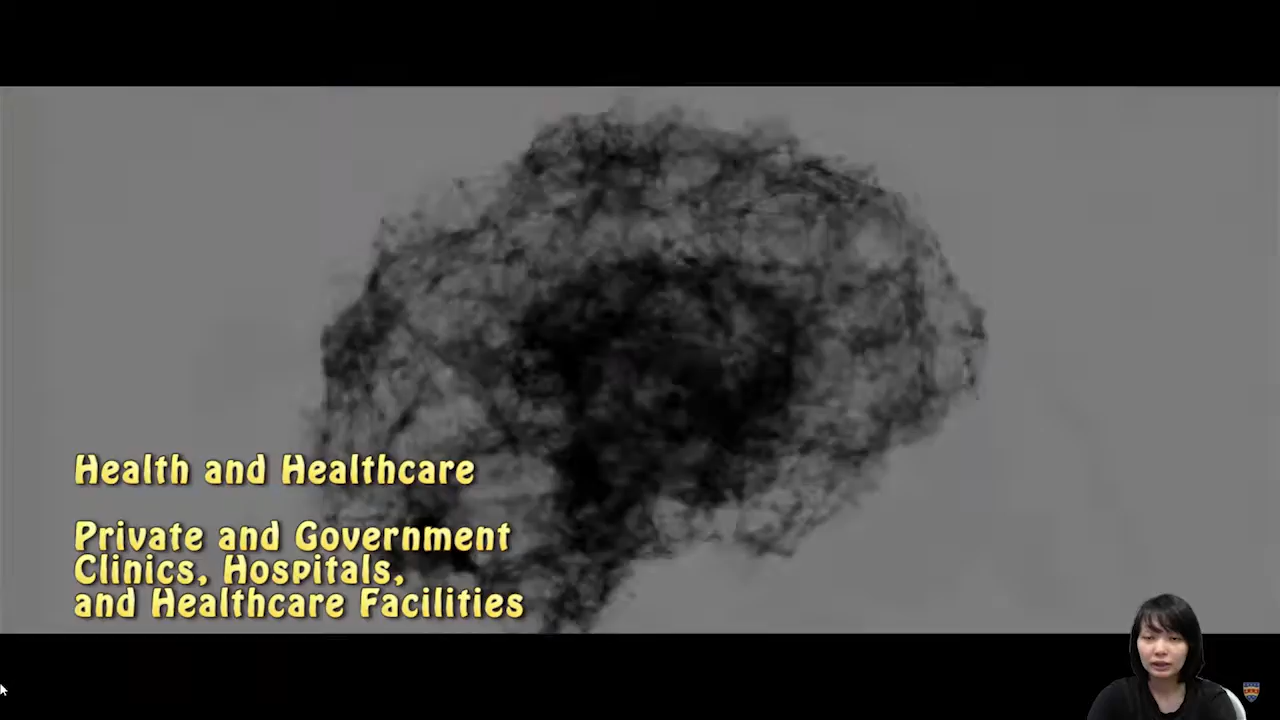 Health and Healthcare
Private and Government
Clinics, Hospitals,
and Healthcare Facilities